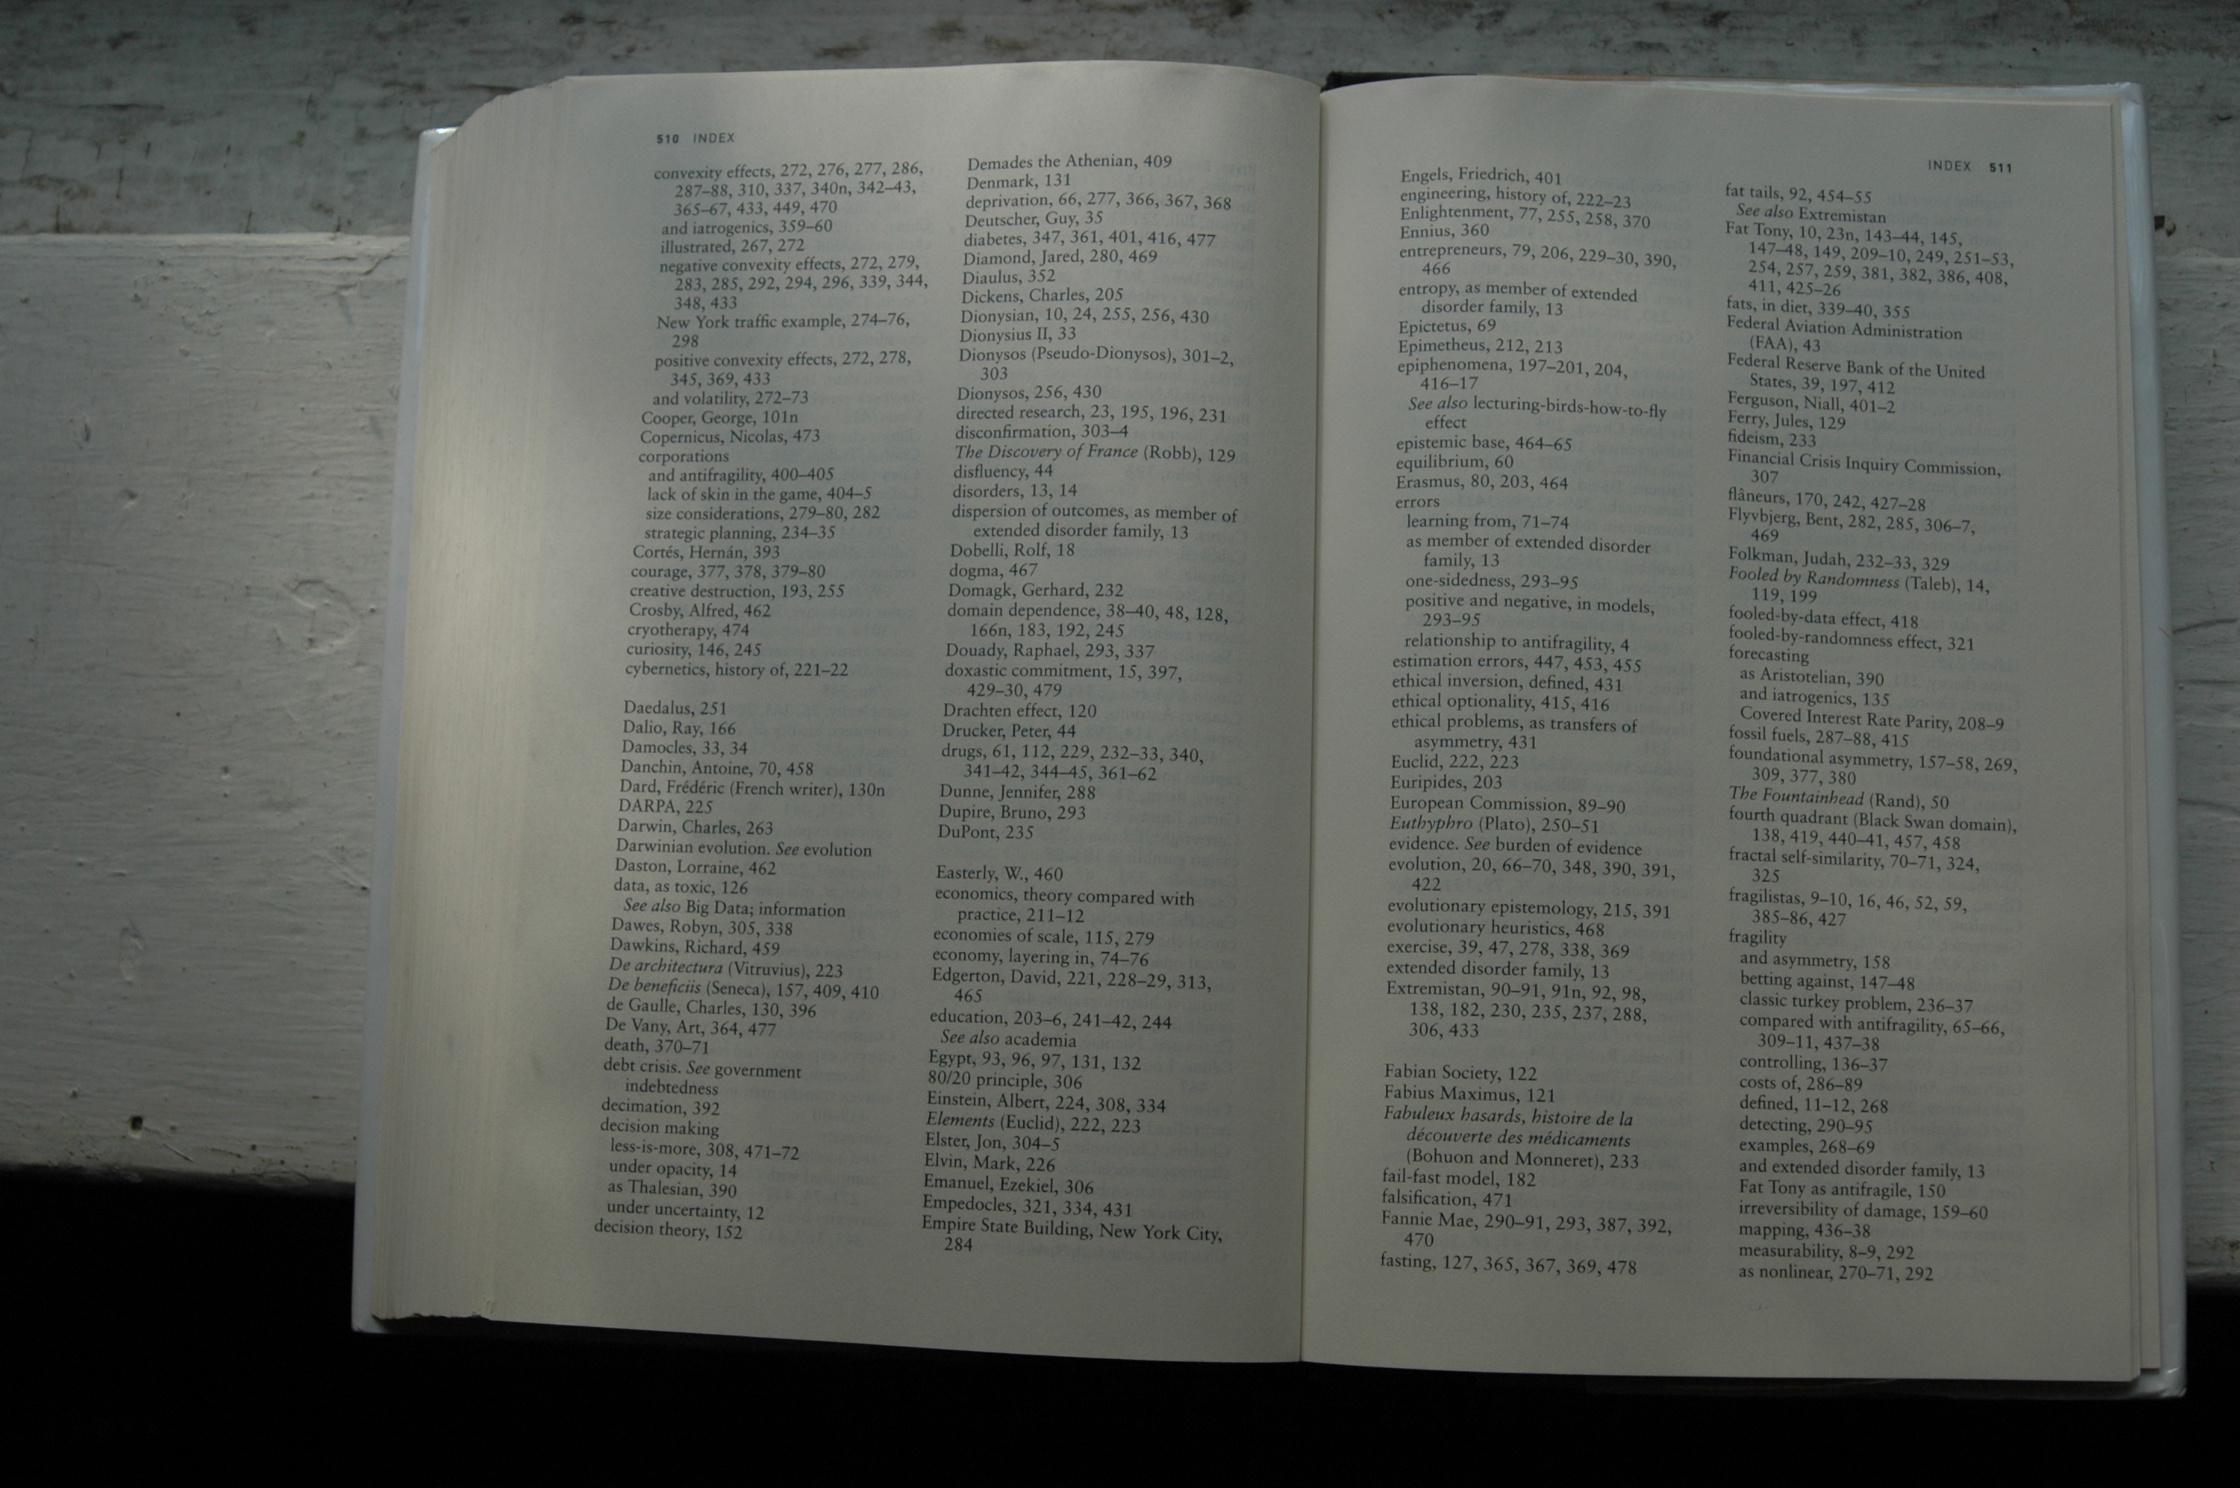 510 INDEX
convexity effects, 272, 276, 277, 286,
287–88, 310, 337, 340n, 342–43,
365–67, 433, 449, 470
and iatrogenics, 359–60
illustrated, 267, 272
negative convexity effects, 272, 279,
283, 285, 292, 294, 296, 339, 344,
348, 433
New York traffic example, 274–76,
298
positive convexity effects, 272, 278,
345, 369, 433
and volatility, 272–73
Cooper, George, 101n
Copernicus, Nicolas, 473
corporations
and antifragility, 400–405
lack of skin in the game, 404–5
size considerations, 279–80, 282
strategic planning, 234–35
Cortés, Hernán, 393
courage, 377, 378, 379–80
creative destruction, 193, 255
Crosby, Alfred, 462
cryotherapy, 474
curiosity, 146, 245
cybernetics, history of, 221–22
Daedalus, 251
Dalio, Ray, 166
Damocles, 33, 34
Danchin, Antoine, 70, 458
Dard, Frédéric (French writer), 130n
DARPA, 225
Darwin, Charles, 263
Darwinian evolution. See evolution
Daston, Lorraine, 462
data, as toxic, 126
See also Big Data; information
Dawes, Robyn, 305, 338
Dawkins, Richard, 459
De architectura (Vitruvius), 223
De beneficiis (Seneca), 157, 409, 410
de Gaulle, Charles, 130, 396
De Vany, Art, 364, 477
death, 370–71
debt crisis. See government
indebtedness
decimation, 392
decision making
less-is-more, 308, 471–72
under opacity, 14
as Thalesian, 390
under uncertainty, 12
decision theory, 152
Demades the Athenian, 409
Denmark, 131
deprivation, 66, 277, 366, 367, 368
Deutscher, Guy, 35
diabetes, 347, 361, 401, 416, 477
Diamond, Jared, 280, 469
Diaulus, 352
Dickens, Charles, 205
Dionysian, 10, 24, 255, 256, 430
Dionysius II, 33
Dionysos (Pseudo-Dionysos), 301–2,
303
Dionysos, 256, 430
directed research, 23, 195, 196, 231
disconfirmation, 303–4
The Discovery of France (Robb), 129
disfluency, 44
disorders, 13, 14
dispersion of outcomes, as member of
extended disorder family, 13
Dobelli, Rolf, 18
dogma, 467
Domagk, Gerhard, 232
domain dependence, 38–40, 48, 128,
166n, 183, 192, 245
Douady, Raphael, 293, 337
doxastic commitment, 15, 397,
429–30, 479
Drachten effect, 120
Drucker, Peter, 44
drugs, 61, 112, 229, 232–33, 340,
341–42, 344–45, 361–62
Dunne, Jennifer, 288
Dupire, Bruno, 293
DuPont, 235
Easterly, W., 460
economics, theory compared with
practice, 211–12
economies of scale, 115, 279
economy, layering in, 74–76
Edgerton, David, 221, 228–29, 313,
465
education, 203–6, 241–42, 244
See also academia
Egypt, 93, 96, 97, 131, 132
80/20 principle, 306
Einstein, Albert, 224, 308, 334
Elements (Euclid), 222, 223
Elster, Jon, 304–5
Elvin, Mark, 226
Emanuel, Ezekiel, 306
Empedocles, 321, 334, 431
Empire State Building, New York City,
284
INDEX 511
Engels, Friedrich, 401
engineering, history of, 222–23
Enlightenment, 77, 255, 258, 370
Ennius, 360
entrepreneurs, 79, 206, 229–30, 390,
466
entropy, as member of extended
disorder family, 13
Epictetus, 69
Epimetheus, 212, 213
epiphenomena, 197–201, 204,
416–17
See also lecturing-birds-how-to-fly
effect
epistemic base, 464–65
equilibrium, 60
Erasmus, 80, 203, 464
errors
learning from, 71–74
as member of extended disorder
family, 13
one-sidedness, 293–95
positive and negative, in models,
293–95
relationship to antifragility, 4
estimation errors, 447, 453, 455
ethical inversion, defined, 431
ethical optionality, 415, 416
ethical problems, as transfers of
asymmetry, 431
Euclid, 222, 223
Euripides, 203
European Commission, 89–90
Euthyphro (Plato), 250–51
evidence. See burden of evidence
evolution, 20, 66–70, 348, 390, 391,
422
evolutionary epistemology, 215, 391
evolutionary heuristics, 468
exercise, 39, 47, 278, 338, 369
extended disorder family, 13
Extremistan, 90–91, 91n, 92, 98,
138, 182, 230, 235, 237, 288,
306, 433
Fabian Society, 122
Fabius Maximus, 121
Fabuleux hasards, histoire de la
découverte des médicaments
(Bohuon and Monneret), 233
fail-fast model, 182
falsification, 471
Fannie Mae, 290–91, 293, 387, 392,
470
fasting, 127, 365, 367, 369, 478
fat tails, 92, 454–55
See also Extremistan
Fat Tony, 10, 23n, 143–44, 145,
147–48, 149, 209–10, 249, 251–53,
254, 257, 259, 381, 382, 386, 408,
411, 425–26
fats, in diet, 339–40, 355
Federal Aviation Administration
(FAA), 43
Federal Reserve Bank of the United
States, 39, 197, 412
Ferguson, Niall, 401–2
Ferry, Jules, 129
fideism, 233
Financial Crisis Inquiry Commission,
307
flâneurs, 170, 242, 427–28
Flyvbjerg, Bent, 282, 285, 306–7,
469
Folkman, Judah, 232–33, 329
Fooled by Randomness (Taleb), 14,
119, 199
fooled-by-data effect, 418
fooled-by-randomness effect, 321
forecasting
as Aristotelian, 390
and iatrogenics, 135
Covered Interest Rate Parity, 208–9
fossil fuels, 287–88, 415
foundational asymmetry, 157–58, 269,
309, 377, 380
The Fountainhead (Rand), 50
fourth quadrant (Black Swan domain),
138, 419, 440–41, 457, 458
fractal self-similarity, 70–71, 324,
325
fragilistas, 9–10, 16, 46, 52, 59,
385–86, 427
fragility
and asymmetry, 158
betting against, 147–48
classic turkey problem, 236–37
compared with antifragility, 65–66,
309–11, 437–38
controlling, 136–37
costs of, 286–89
defined, 11–12, 268
detecting, 290–95
examples, 268–69
and extended disorder family, 13
Fat Tony as antifragile, 150
irreversibility of damage, 159–60
mapping, 436–38
measurability, 8–9, 292
as nonlinear, 270–71, 292